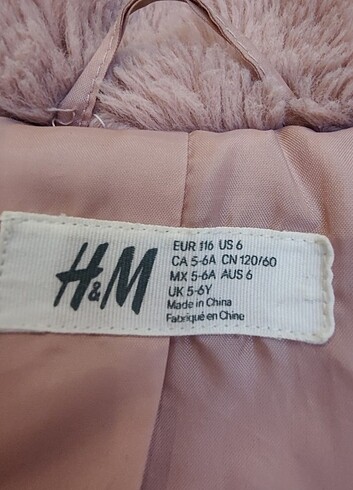 H&M
EUR 116 US 6
CA 5-6A CN 120/60
MX 5-6A AUS 6
UK 5-6Y
Made in China
Fabriqué en Chine